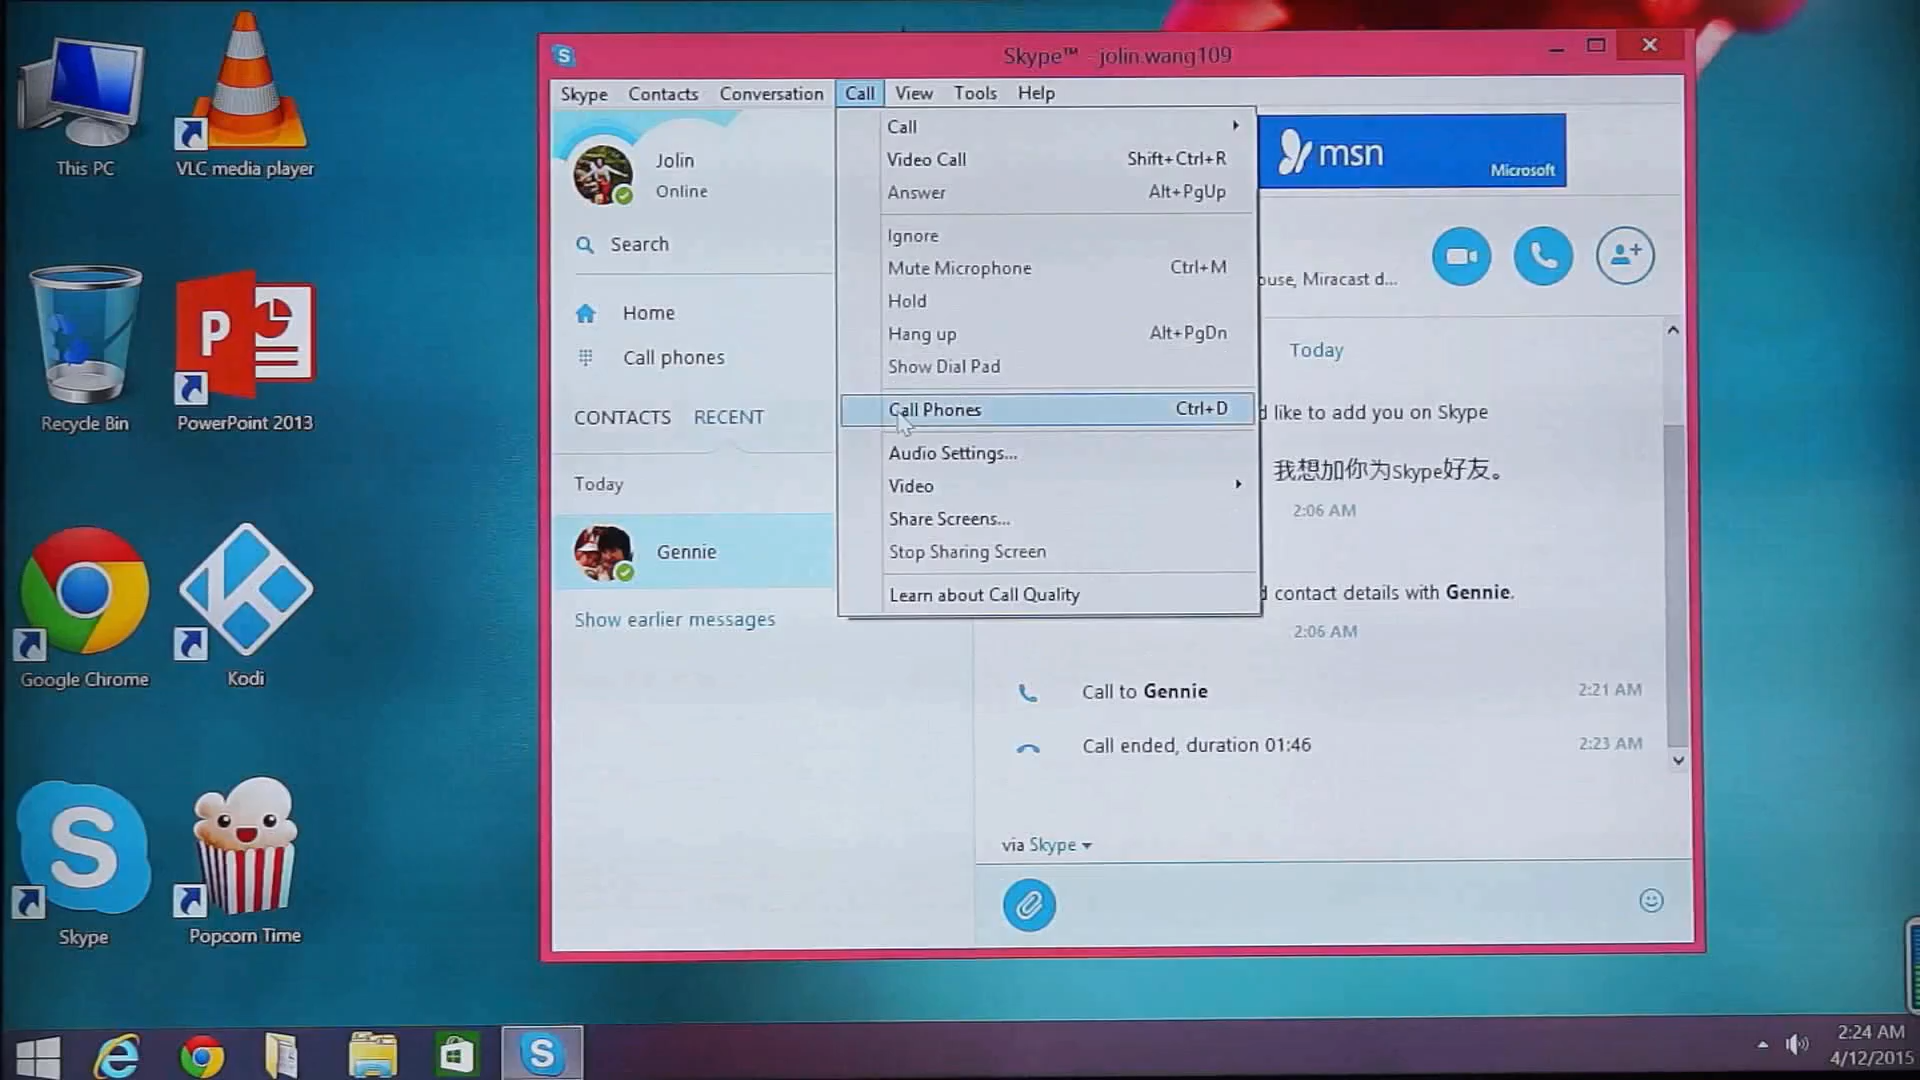 This PC
VLC media player
Recycle Bin
PowerPoint 2013
Google Chrome
Kodi
Skype
Popcorn Time
Skype™ - jolin.wang109
Skype Contacts Conversation Call View Tools Help
Jolin
Online
Search
Home
Call phones
CONTACTS RECENT
Today
Gennie
Show earlier messages
Call
Video Call Shift+Ctrl+R
Answer Alt+PgUp
Ignore
Mute Microphone Ctrl+M
Hold
Hang up Alt+PgDn
Show Dial Pad
Call Phones Ctrl+D
Audio Settings...
Video
Share Screens...
Stop Sharing Screen
Learn about Call Quality
msn
Microsoft
Miracast d...
Today
like to add you on Skype
我想加你为Skype好友。
2:06 AM
contact details with Gennie.
2:06 AM
Call to Gennie 2:21 AM
Call ended, duration 01:46 2:23 AM
via Skype
2:24 AM
4/12/2015